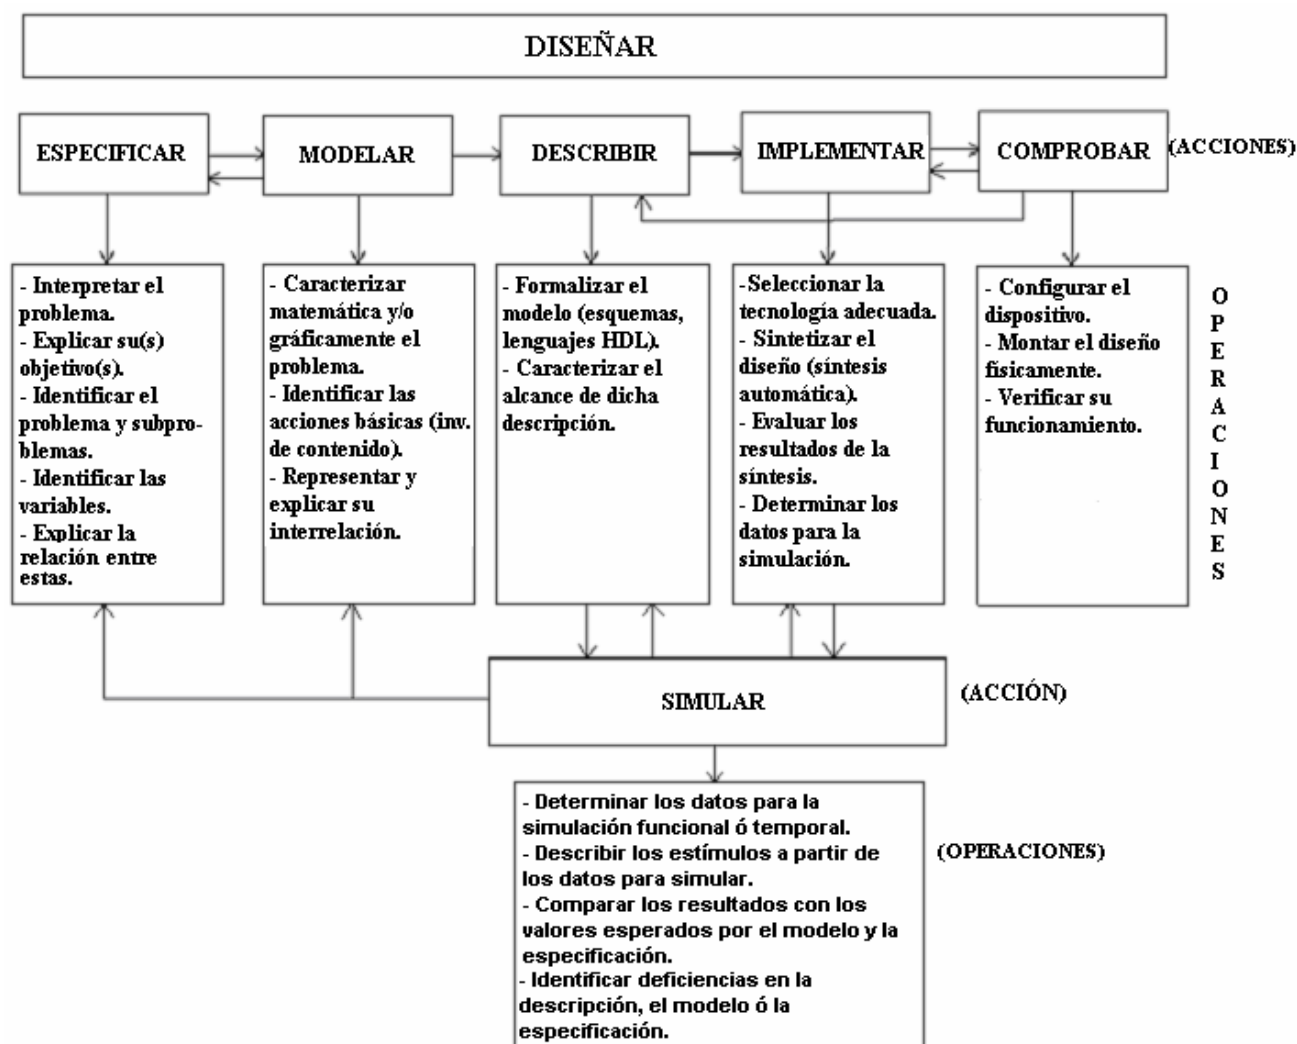 DISEÑAR
ESPECIFICAR
MODELAR
DESCRIBIR
IMPLEMENTAR
COMPROBAR
(ACCIONES)
- Interpretar el
problema.
- Explicar su(s)
objetivo(s).
- Identificar el
problema y subpro-
blemas.
- Identificar las
variables.
- Explicar la
relación entre
estas.
- Caracterizar
matemática y/o
gráficamente el
problema.
- Identificar las
acciones básicas (inv.
de contenido).
- Representar y
explicar su
interrelación.
- Formalizar el
modelo (esquemas,
lenguajes HDL).
- Caracterizar el
alcance de dicha
descripción.
-Seleccionar la
tecnología adecuada.
- Sintetizar el
diseño (síntesis
automática).
- Evaluar los
resultados de la
síntesis.
- Determinar los
datos para la
simulación.
- Configurar el
dispositivo.
- Montar el diseño
físicamente.
- Verificar su
funcionamiento.
O
P
E
R
A
C
I
O
N
E
S
SIMULAR
(ACCIÓN)
- Determinar los datos para la
simulación funcional ó temporal.
- Describir los estímulos a partir de
los datos para simular.
- Comparar los resultados con los
valores esperados por el modelo y la
especificación.
- Identificar deficiencias en la
descripción, el modelo ó la
especificación.
(OPERACIONES)